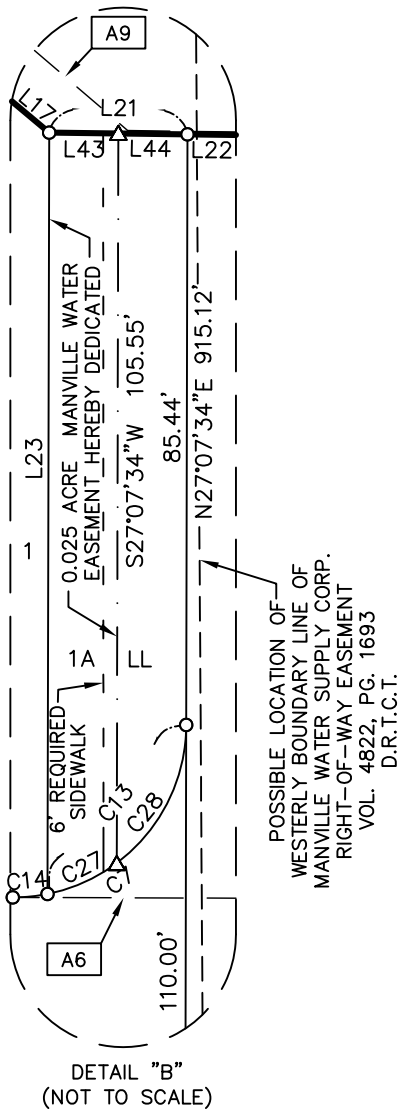 A9
L17
L21
L43
L44
L22
L23
0.025 ACRE MANVILLE WATER
EASEMENT HEREBY DEDICATED
S27°07'34"W 105.55'
85.44'
N27°07'34"E 915.12'
1
1A
LL
6' REQUIRED
SIDEWALK
POSSIBLE LOCATION OF
WESTERLY BOUNDARY LINE OF
MANVILLE WATER SUPPLY CORP.
RIGHT-OF-WAY EASEMENT
VOL. 4822, PG. 1693
D.R.T.C.T.
C13
C28
C27
C14
C1
A6
110.00'
DETAIL "B"
(NOT TO SCALE)